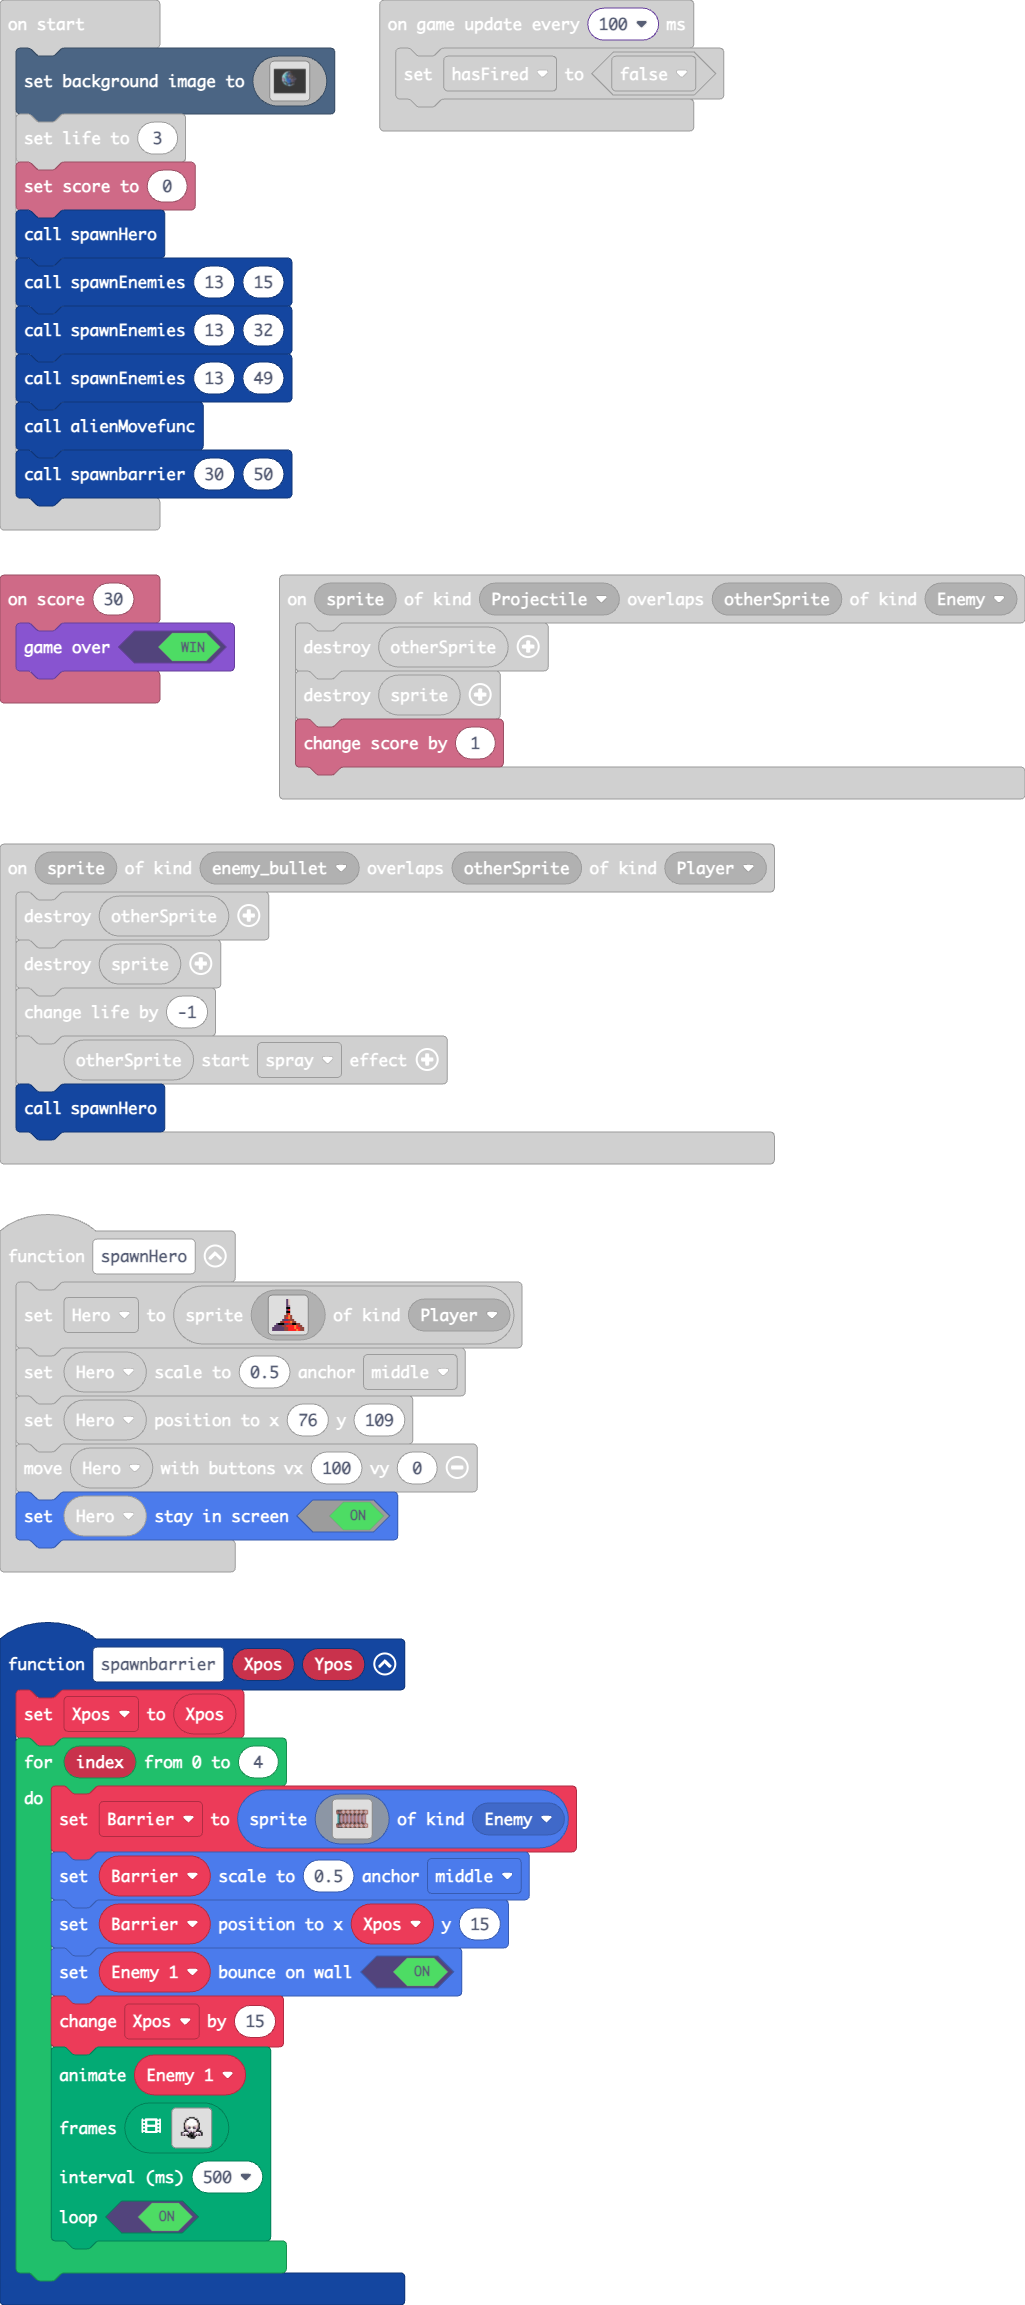 on start
set background image to
set life to 3
set score to 0
call spawnHero
call spawnEnemies 13 15
call spawnEnemies 13 32
call spawnEnemies 13 49
call alienMovefunc
call spawnbarrier 30 50
on game update every 100 ms
set hasFired to false
on score 30
game over WIN
on sprite of kind Projectile overlaps otherSprite of kind Enemy
destroy otherSprite
destroy sprite
change score by 1
on sprite of kind enemy_bullet overlaps otherSprite of kind Player
destroy otherSprite
destroy sprite
change life by -1
otherSprite start spray effect
call spawnHero
function spawnHero
set Hero to sprite of kind Player
set Hero scale to 0.5 anchor middle
set Hero position to x 76 y 109
move Hero with buttons vx 100 vy 0
set Hero stay in screen ON
function spawnbarrier Xpos Ypos
set Xpos to Xpos
for index from 0 to 4
do
set Barrier to sprite of kind Enemy
set Barrier scale to 0.5 anchor middle
set Barrier position to x Xpos y 15
set Enemy 1 bounce on wall ON
change Xpos by 15
animate Enemy 1
frames
interval (ms) 500
loop ON